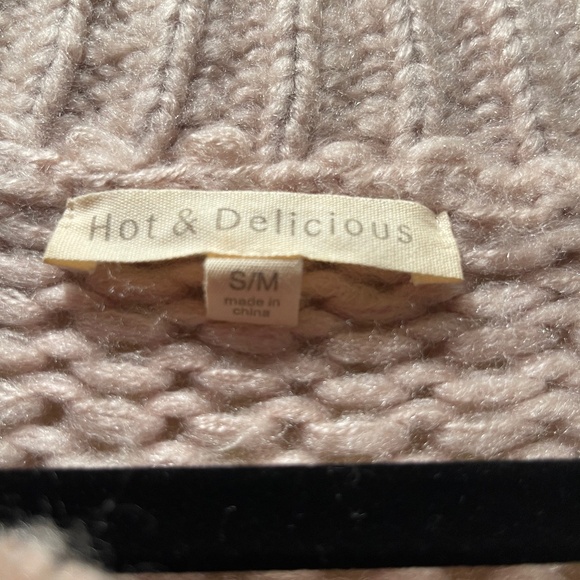 Hot & Delicious
S/M
made in
china